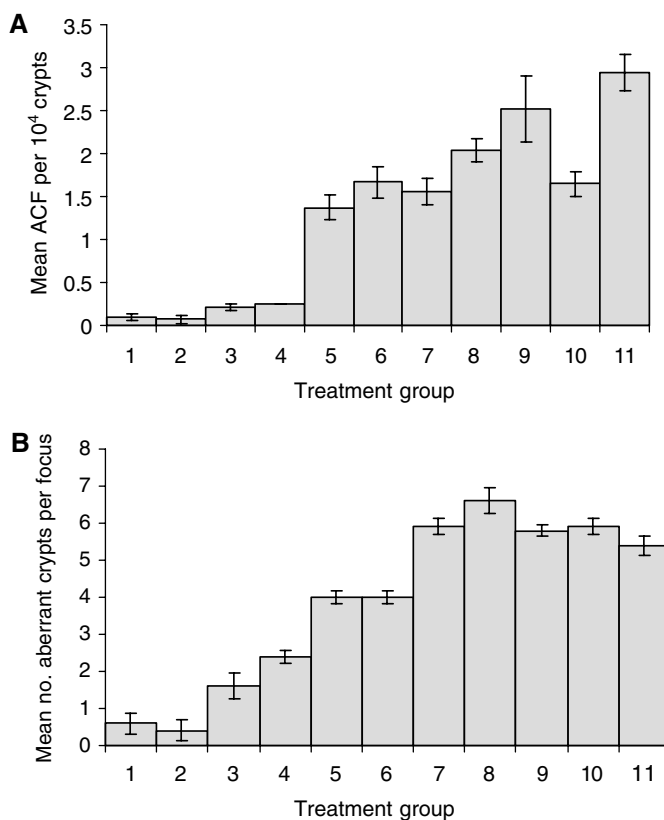 A
Mean ACF per 10⁴ crypts
3.5
3
2.5
2
1.5
1
0.5
0
1 2 3 4 5 6 7 8 9 10 11
Treatment group
B
Mean no. aberrant crypts per focus
8
7
6
5
4
3
2
1
0
1 2 3 4 5 6 7 8 9 10 11
Treatment group